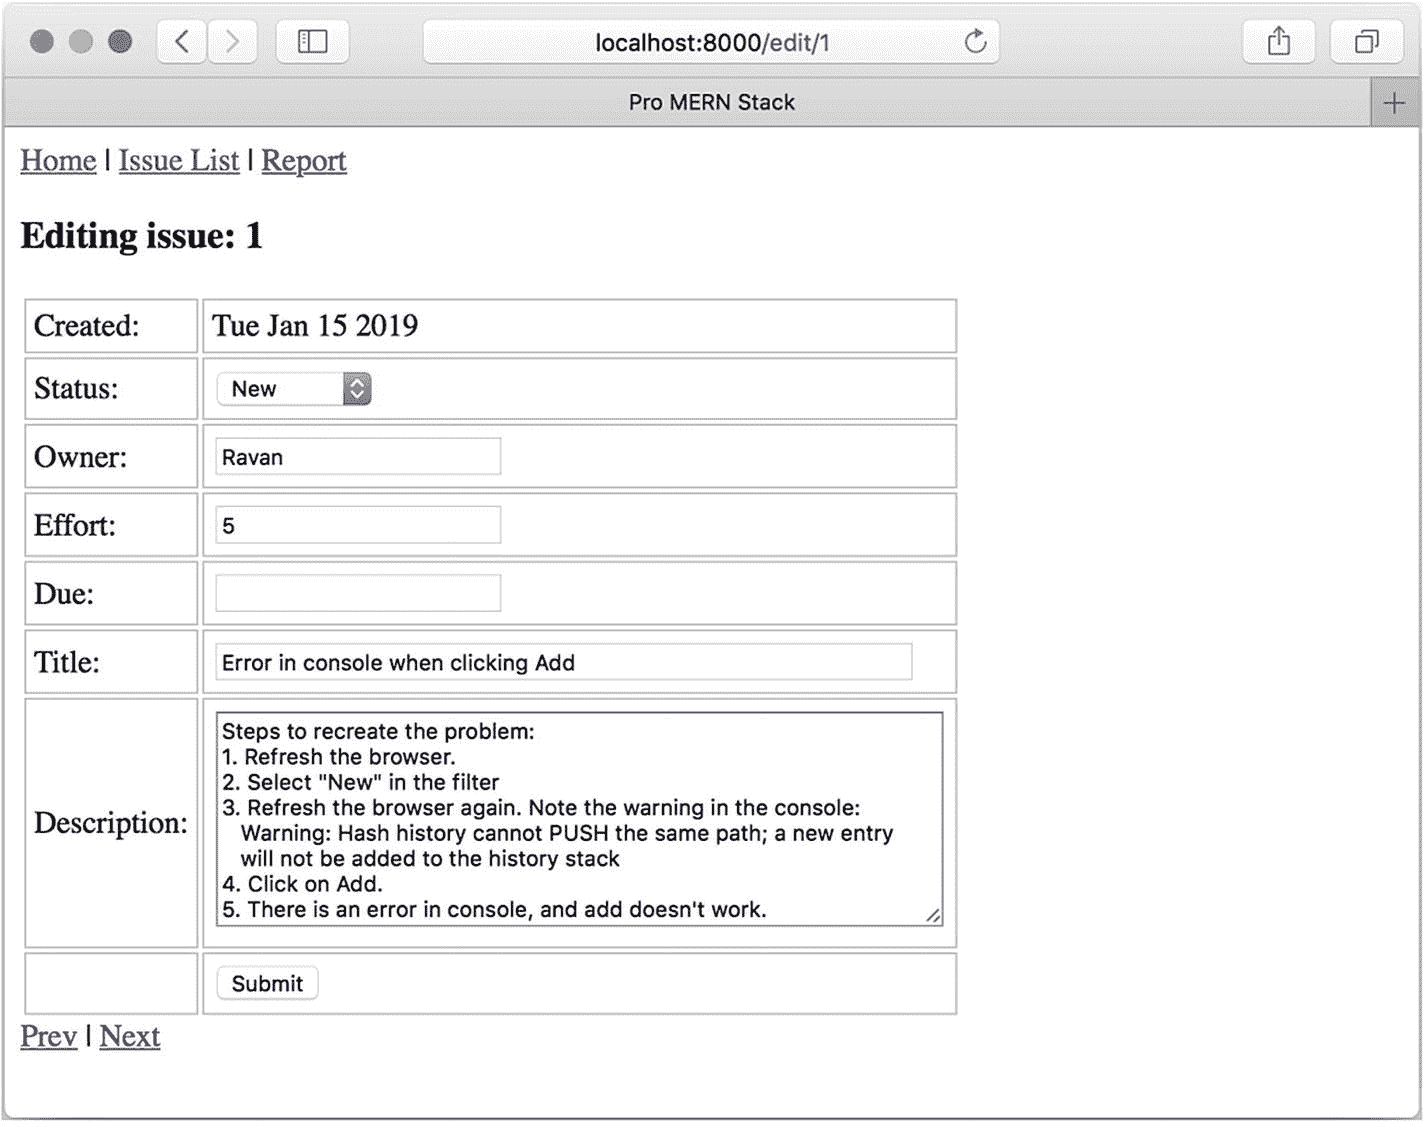 localhost:8000/edit/1
Pro MERN Stack
Home | Issue List | Report
Editing issue: 1
Created: Tue Jan 15 2019
Status: New
Owner: Ravan
Effort: 5
Due:
Title: Error in console when clicking Add
Description:
Steps to recreate the problem:
1. Refresh the browser.
2. Select "New" in the filter
3. Refresh the browser again. Note the warning in the console:
Warning: Hash history cannot PUSH the same path; a new entry
will not be added to the history stack
4. Click on Add.
5. There is an error in console, and add doesn't work.
Submit
Prev | Next